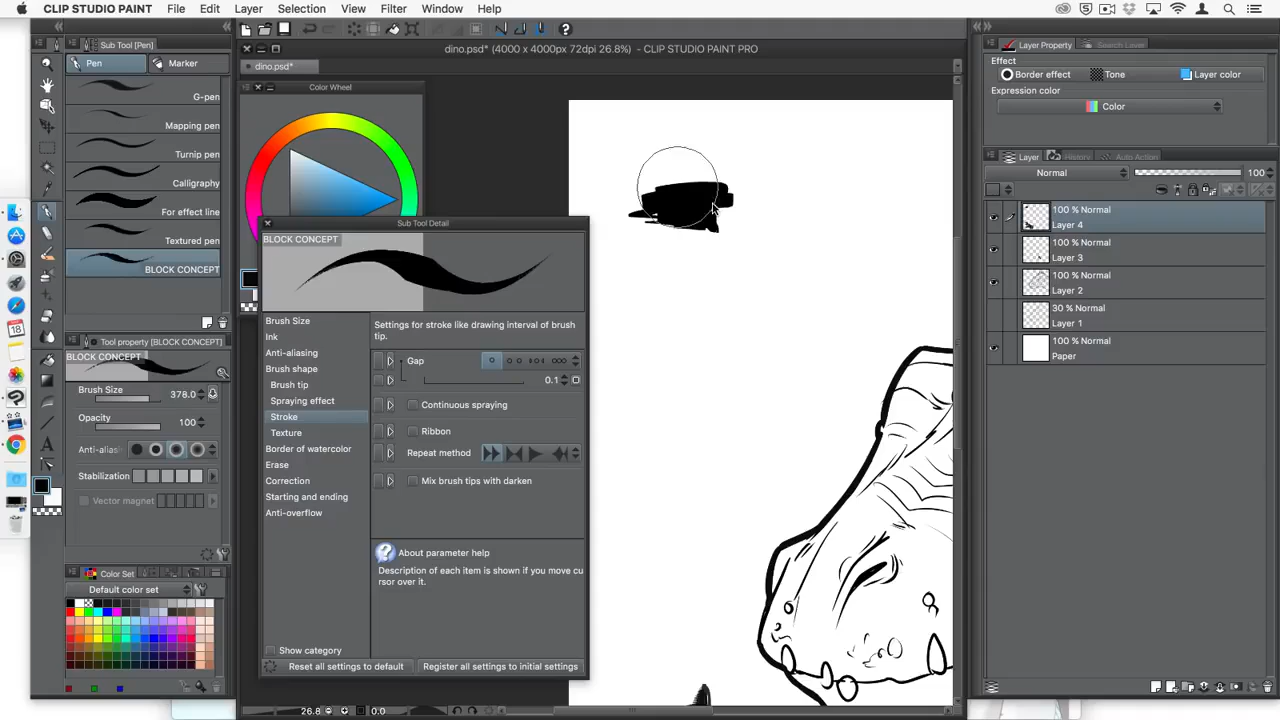 CLIP STUDIO PAINT File Edit Layer Selection View Filter Window Help
dino.psd* (4000 x 4000px 72dpi 26.8%) - CLIP STUDIO PAINT PRO
dino.psd*
Sub Tool [Pen]
Pen Marker
G-pen
Mapping pen
Turnip pen
Calligraphy
For effect line
Textured pen
BLOCK CONCEPT
Tool property [BLOCK CONCEPT]
BLOCK CONCEPT
Brush Size 378.0
Opacity 100
Anti-alias
Stabilization
Vector magnet
Color Set
Default color set
Color Wheel
Sub Tool Detail
BLOCK CONCEPT
Brush Size
Ink
Anti-aliasing
Brush shape
Brush tip
Spraying effect
Stroke
Texture
Border of watercolor
Erase
Correction
Starting and ending
Anti-overflow
Settings for stroke like drawing interval of brush
tip.
Gap
0.1
Continuous spraying
Ribbon
Repeat method
Mix brush tips with darken
About parameter help
Description of each item is shown if you move cu
rsor over it.
Show category
Reset all settings to default Register all settings to initial settings
26.8 0.0
Layer Property Search Layer
Effect
Border effect Tone Layer color
Expression color
Color
Layer History Auto Action
Normal 100
100 % Normal
Layer 4
100 % Normal
Layer 3
100 % Normal
Layer 2
30 % Normal
Layer 1
100 % Normal
Paper
18